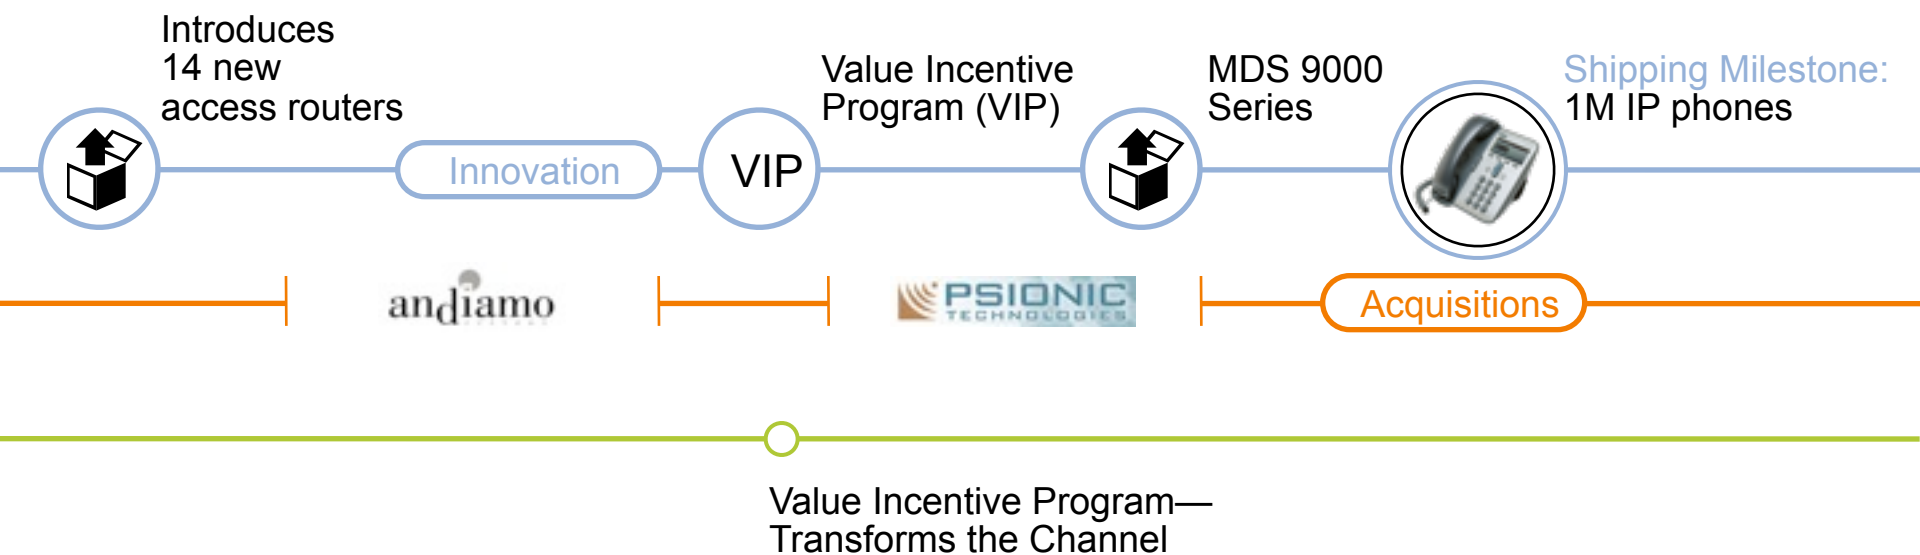 Introduces
14 new
access routers
Innovation
VIP
Value Incentive
Program (VIP)
MDS 9000
Series
Shipping Milestone:
1M IP phones
andiamo
PSIONIC
TECHNOLOGIES
Acquisitions
Value Incentive Program—
Transforms the Channel